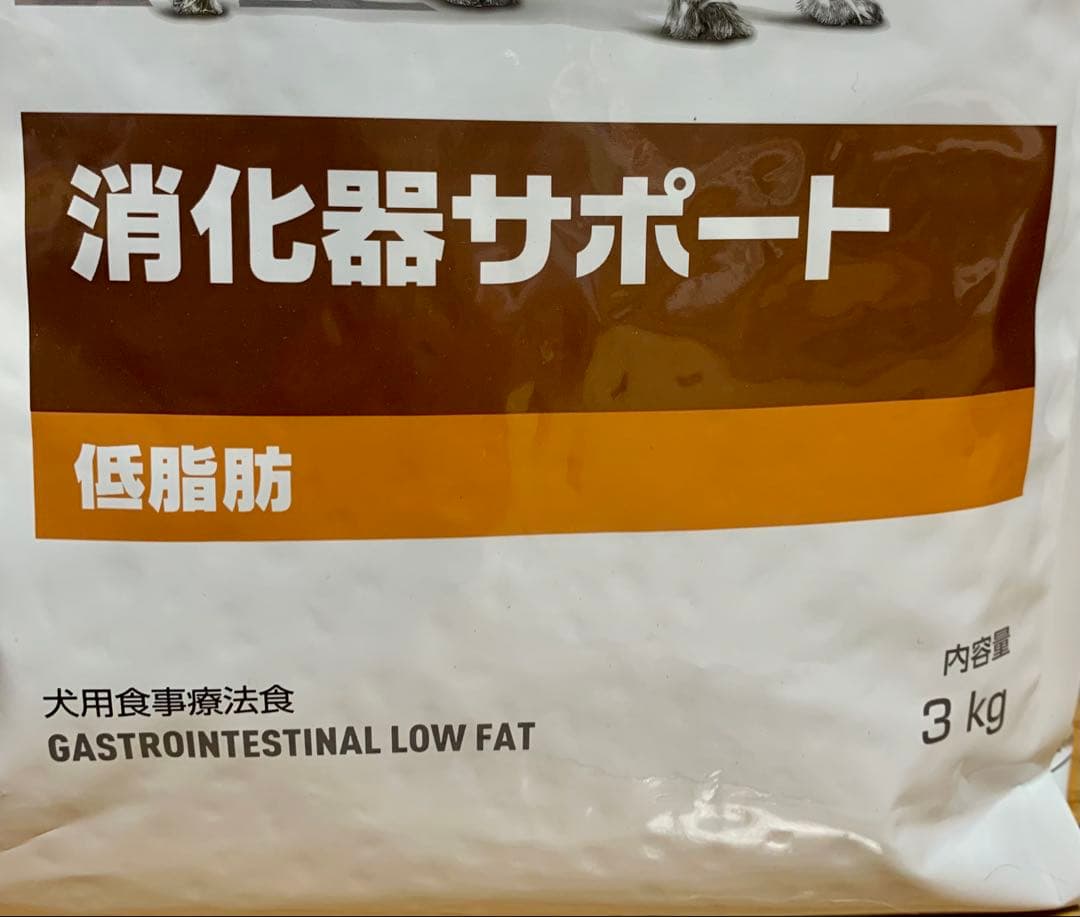 消化器サポート
低脂肪
犬用食事療法食
GASTROINTESTINAL LOW FAT
内容量
3 kg